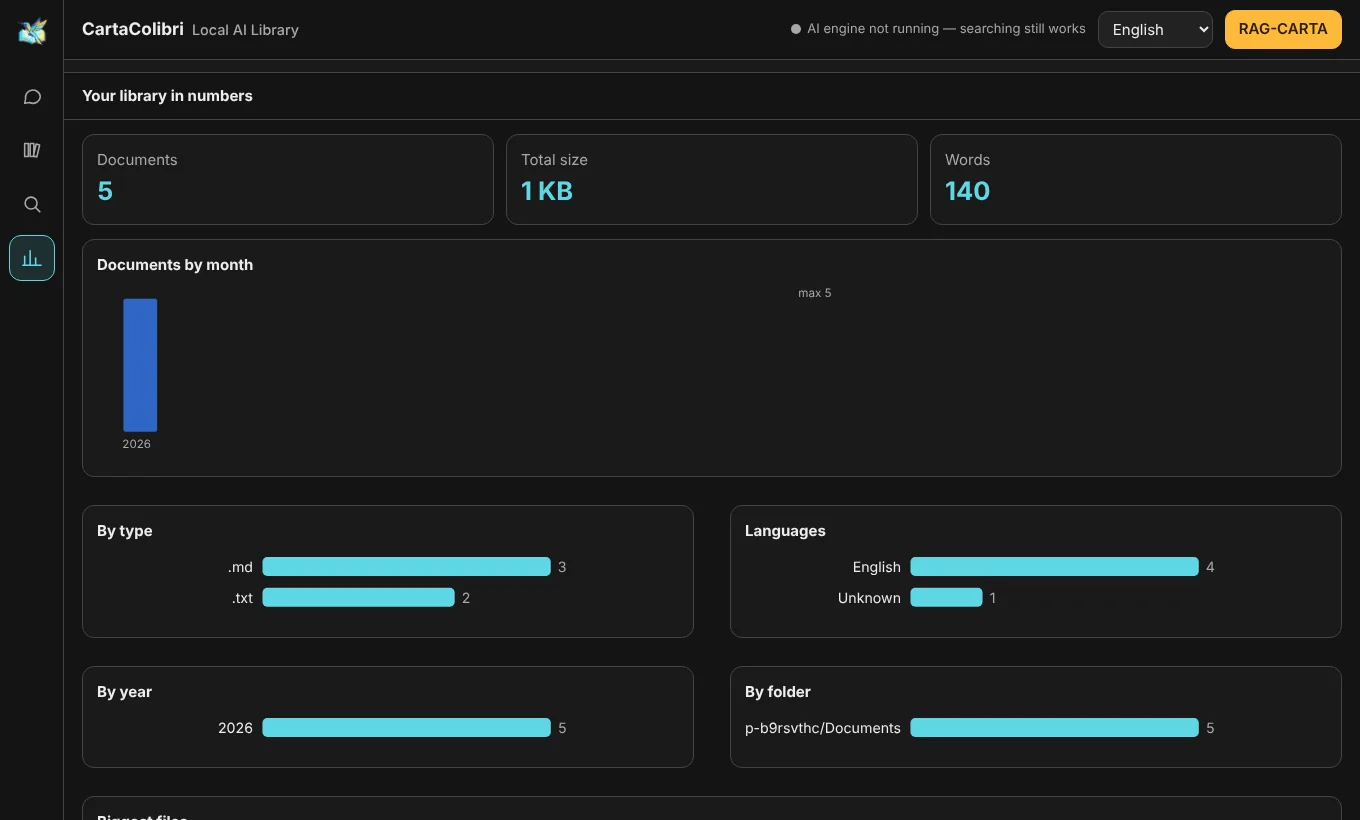 CartaColibri Local AI Library
AI engine not running — searching still works
English
RAG-CARTA
Your library in numbers
Documents
5
Total size
1 KB
Words
140
Documents by month
max 5
2026
By type
.md 3
.txt 2
Languages
English 4
Unknown 1
By year
2026 5
By folder
p-b9rsvthc/Documents 5
Biggest files